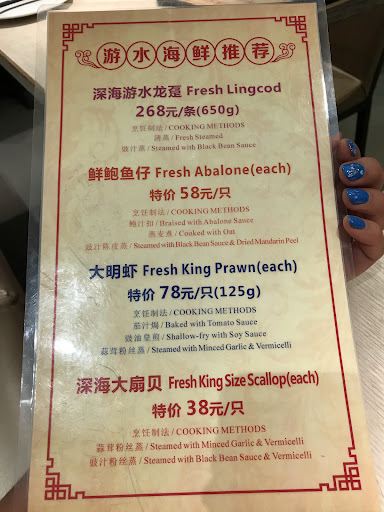 游水海鲜推荐
深海游水龙趸 Fresh Lingcod
268元/条(650g)
烹饪制法 / COOKING METHODS
清蒸 / Fresh Steamed
豉汁蒸 / Steamed with Black Bean Sauce
鲜鲍鱼仔 Fresh Abalone(each)
特价 58元/只
烹饪制法 / COOKING METHODS
鲍汁扣 / Braised with Abalone Sauce
燕麦煮 / Cooked with Oat
豉汁陈皮蒸 / Steamed with Black Bean Sauce & Dried Mandarin Peel
大明虾 Fresh King Prawn(each)
特价 78元/只(125g)
烹饪制法 / COOKING METHODS
茄汁焗 / Baked with Tomato Sauce
豉油皇煎 / Shallow-fry with Soy Sauce
蒜茸粉丝蒸 / Steamed with Minced Garlic & Vermicelli
深海大扇贝 Fresh King Size Scallop(each)
特价 38元/只
烹饪制法 / COOKING METHODS
蒜茸粉丝蒸 / Steamed with Minced Garlic & Vermicelli
豉汁粉丝蒸 / Steamed with Black Bean Sauce & Vermicelli